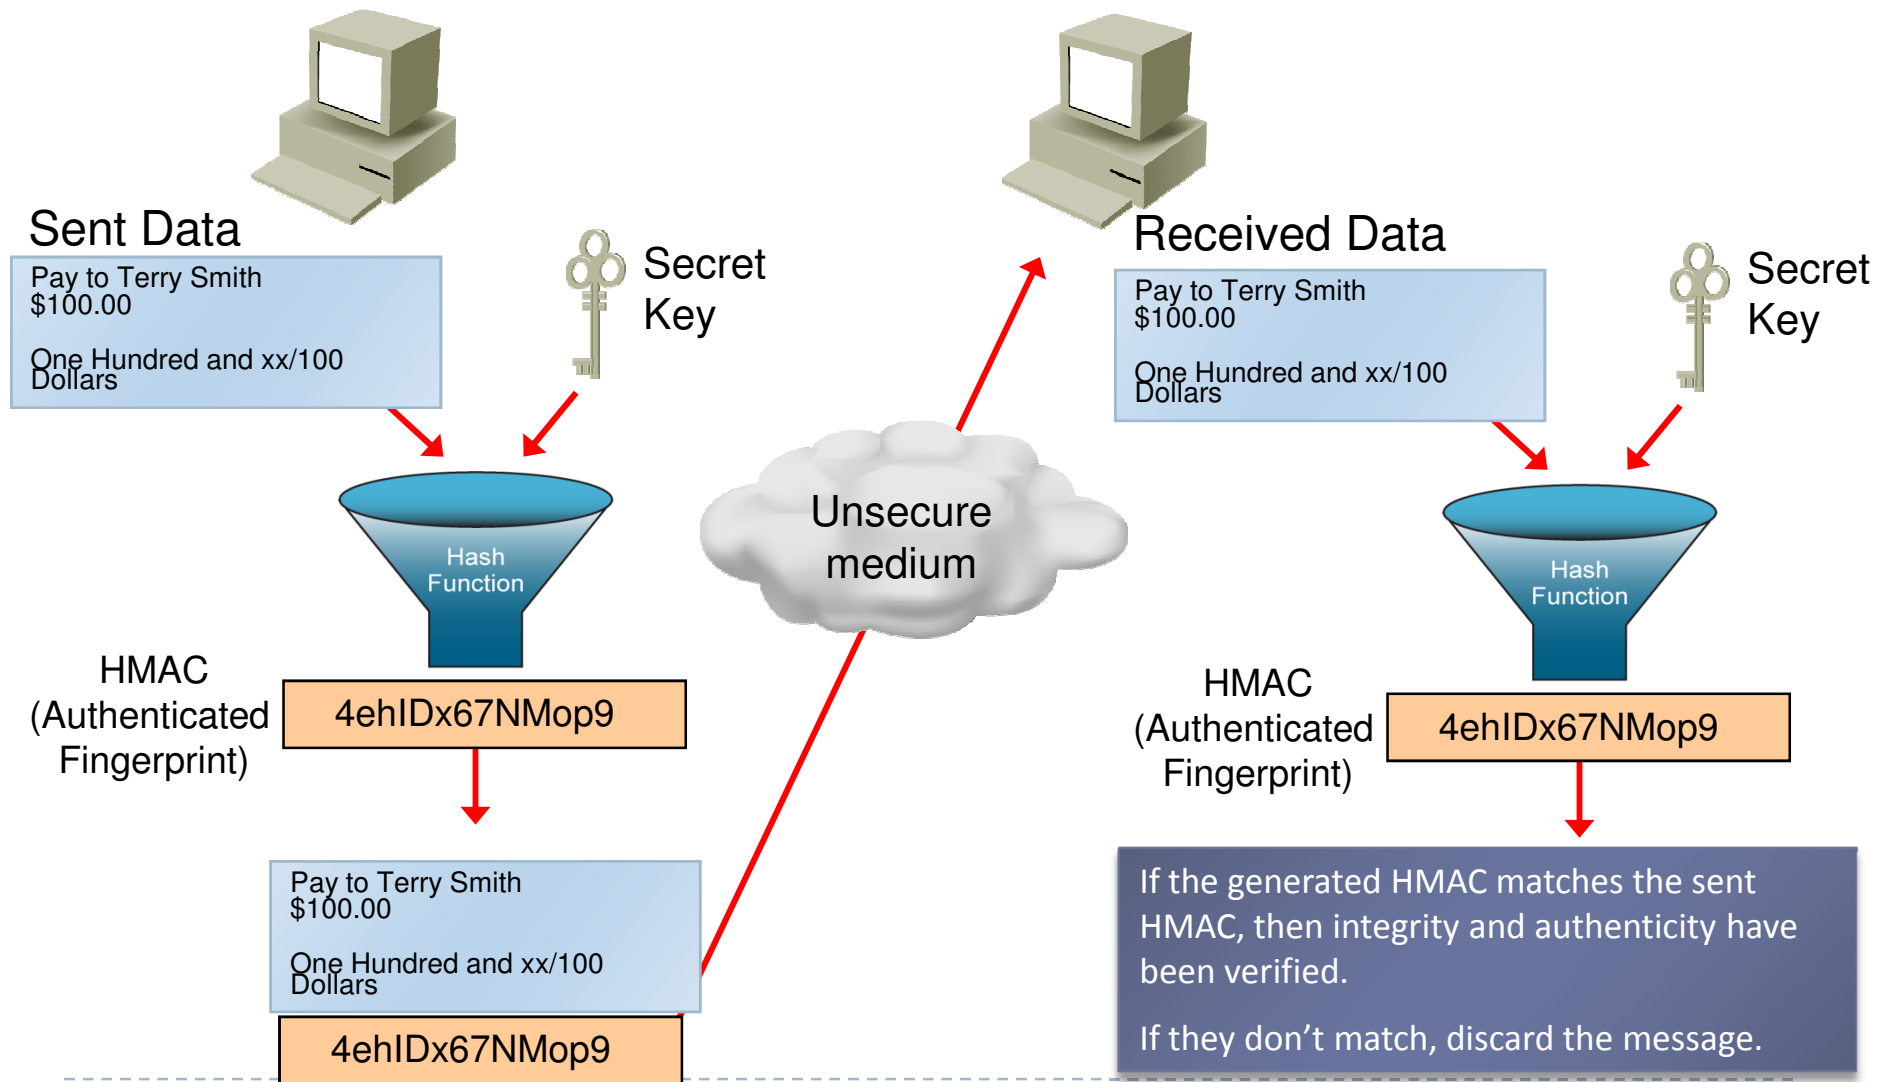 Sent Data
Pay to Terry Smith
$100.00
One Hundred and xx/100
Dollars
Secret
Key
Hash
Function
HMAC
(Authenticated
Fingerprint)
4ehIDx67NMop9
Pay to Terry Smith
$100.00
One Hundred and xx/100
Dollars
4ehIDx67NMop9
Unsecure
medium
Received Data
Pay to Terry Smith
$100.00
One Hundred and xx/100
Dollars
Secret
Key
Hash
Function
HMAC
(Authenticated
Fingerprint)
4ehIDx67NMop9
If the generated HMAC matches the sent
HMAC, then integrity and authenticity have
been verified.
If they don’t match, discard the message.